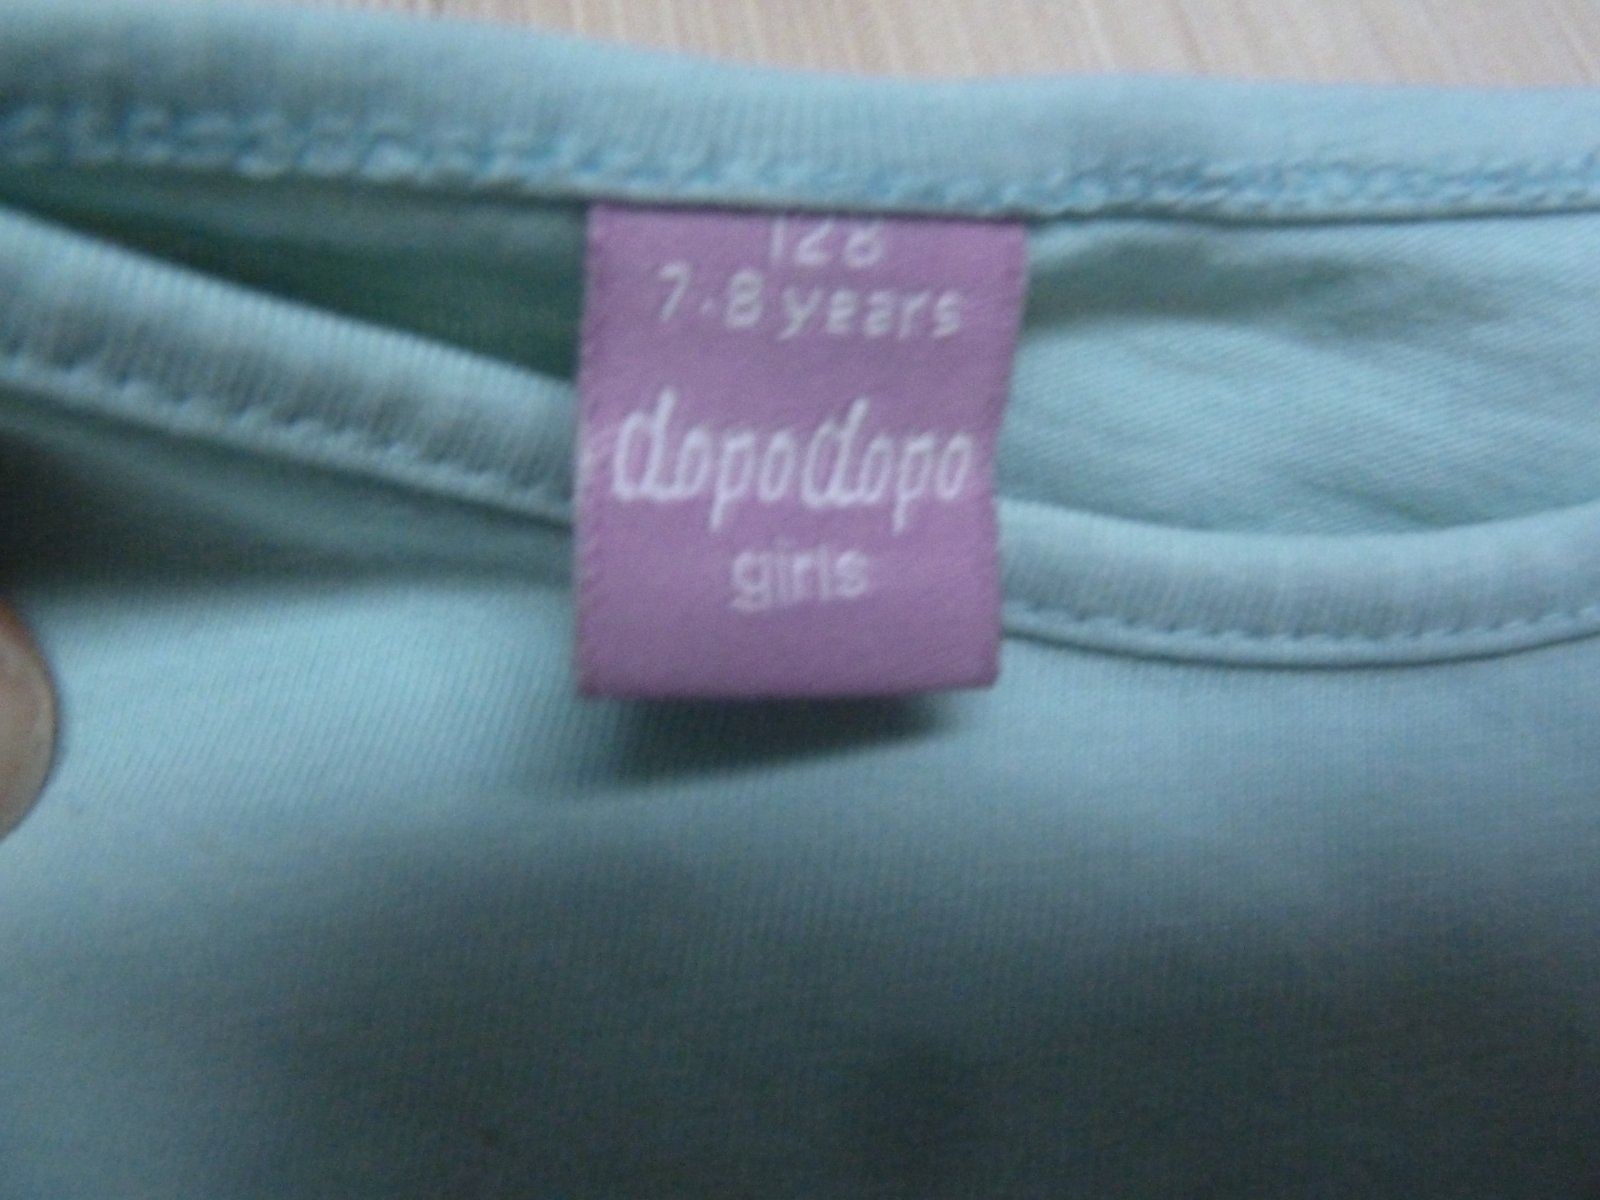 128
7-8 years
dopodopo
girls